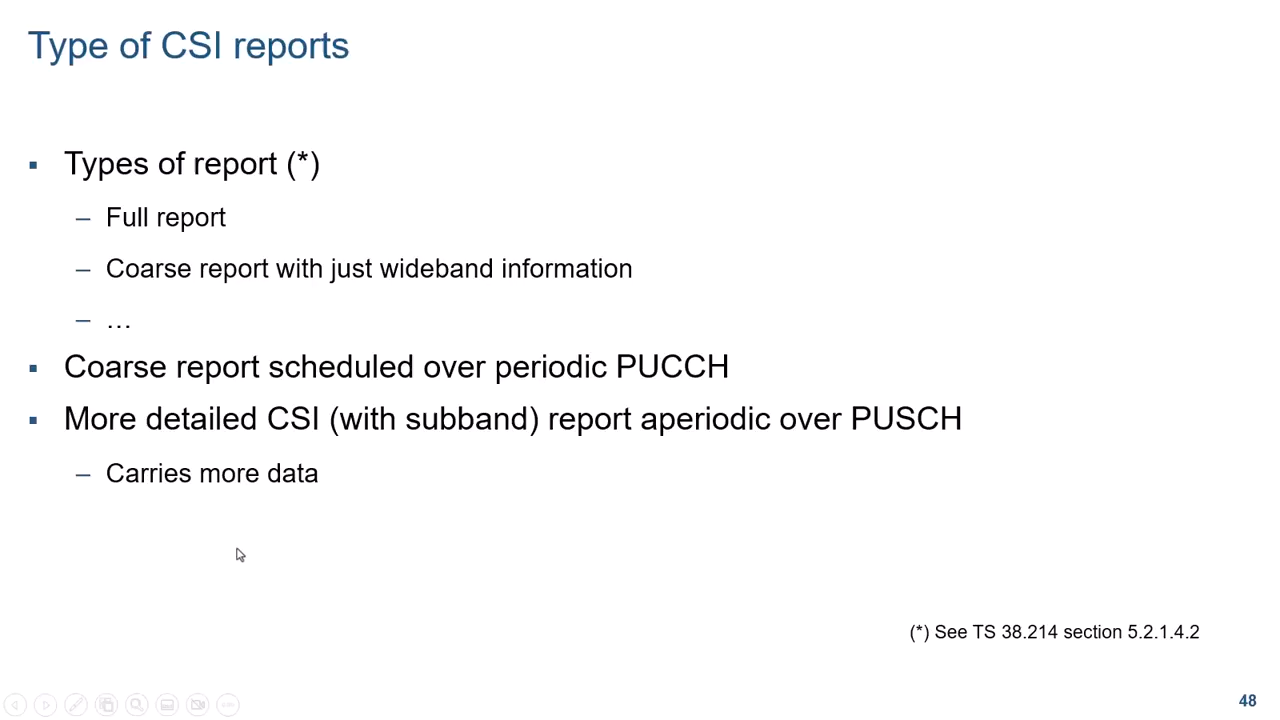 Type of CSI reports
▪ Types of report (*)
– Full report
– Coarse report with just wideband information
– …
▪ Coarse report scheduled over periodic PUCCH
▪ More detailed CSI (with subband) report aperiodic over PUSCH
– Carries more data
(*) See TS 38.214 section 5.2.1.4.2
48